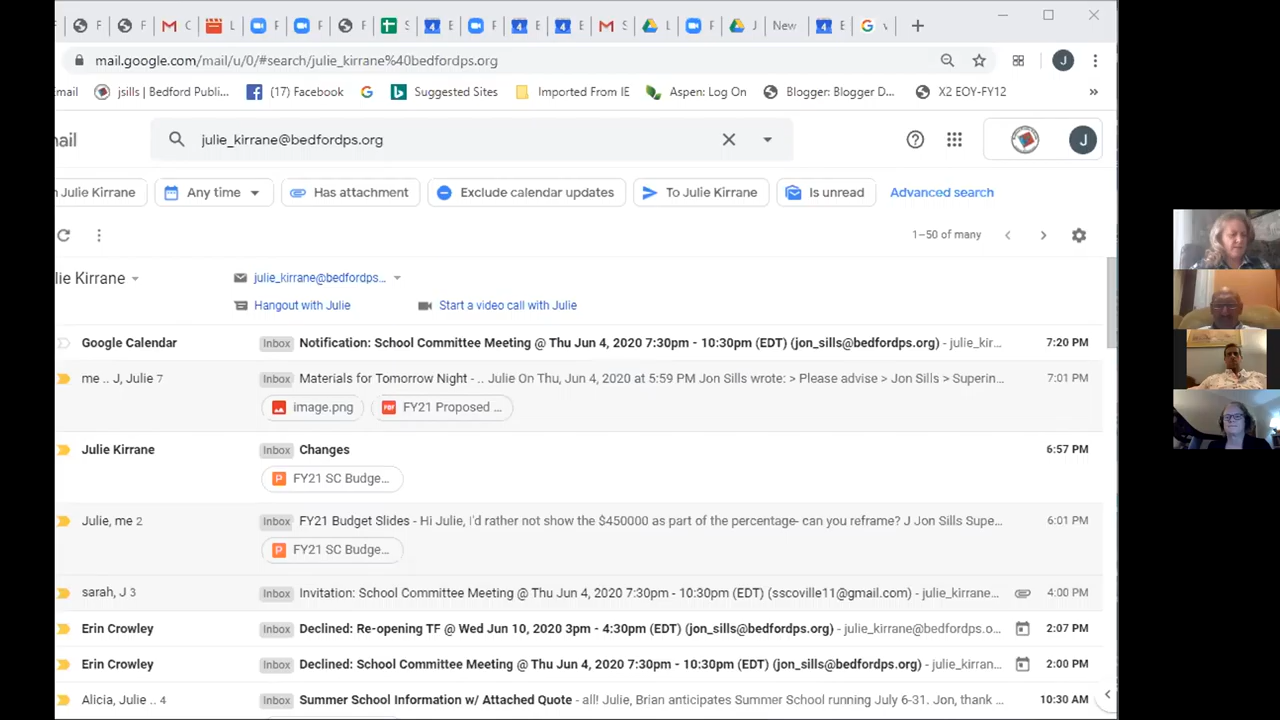 F F C L F F F S E F E E S L F J New E v
mail.google.com/mail/u/0/#search/julie_kirrane%40bedfordps.org J
Email jsills | Bedford Publi... (17) Facebook Suggested Sites Imported From IE Aspen: Log On Blogger: Blogger D... X2 EOY-FY12 »
mail julie_kirrane@bedfordps.org J
n Julie Kirrane Any time Has attachment Exclude calendar updates To Julie Kirrane Is unread Advanced search
1–50 of many
lie Kirrane julie_kirrane@bedfordps...
Hangout with Julie Start a video call with Julie
Google Calendar Inbox Notification: School Committee Meeting @ Thu Jun 4, 2020 7:30pm - 10:30pm (EDT) (jon_sills@bedfordps.org) - julie_kir... 7:20 PM
me .. J, Julie 7 Inbox Materials for Tomorrow Night - .. Julie On Thu, Jun 4, 2020 at 5:59 PM Jon Sills wrote: > Please advise > Jon Sills > Superin... 7:01 PM
image.png PDF FY21 Proposed ...
Julie Kirrane Inbox Changes 6:57 PM
P FY21 SC Budge...
Julie, me 2 Inbox FY21 Budget Slides - Hi Julie, I'd rather not show the $450000 as part of the percentage- can you reframe? J Jon Sills Supe... 6:01 PM
P FY21 SC Budge...
sarah, J 3 Inbox Invitation: School Committee Meeting @ Thu Jun 4, 2020 7:30pm - 10:30pm (EDT) (sscoville11@gmail.com) - julie_kirrane... 4:00 PM
Erin Crowley Inbox Declined: Re-opening TF @ Wed Jun 10, 2020 3pm - 4:30pm (EDT) (jon_sills@bedfordps.org) - julie_kirrane@bedfordps.o... 2:07 PM
Erin Crowley Inbox Declined: School Committee Meeting @ Thu Jun 4, 2020 7:30pm - 10:30pm (EDT) (jon_sills@bedfordps.org) - julie_kirran... 2:00 PM
Alicia, Julie .. 4 Inbox Summer School Information w/ Attached Quote - all! Julie, Brian anticipates Summer School running July 6-31. Jon, thank ... 10:30 AM